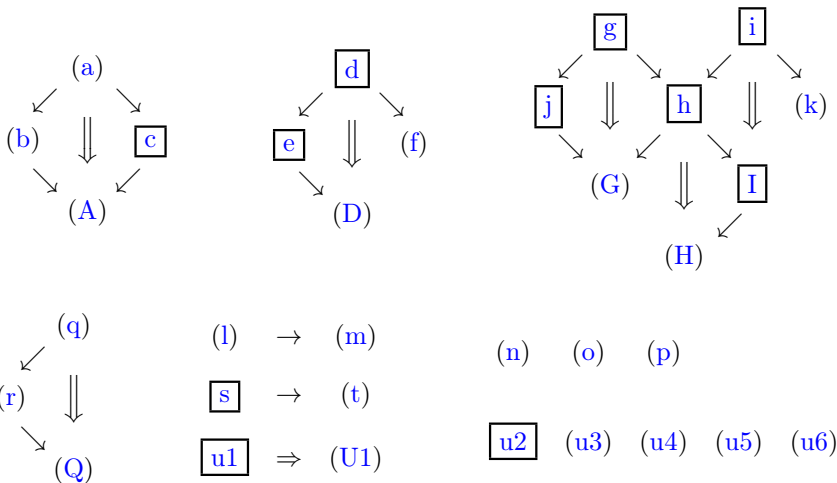 g i
(a) d
j h (k)
(b) c e (f)
(G) I
(A) (D)
(H)
(q)
(l) → (m)
(n) (o) (p)
(r) s → (t)
u2 (u3) (u4) (u5) (u6)
(Q) u1 ⇒ (U1)